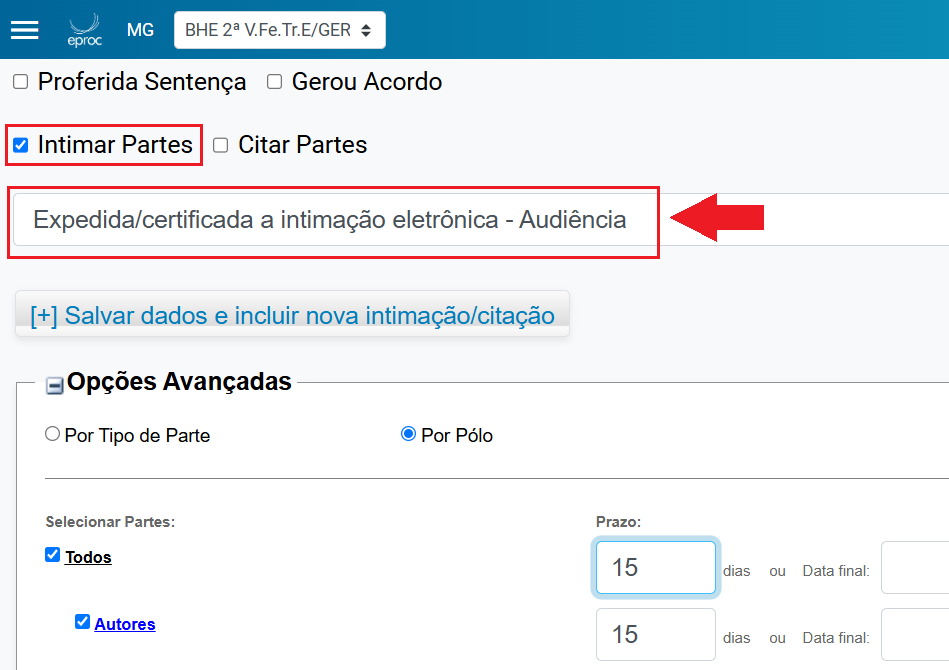 eproc MG BHE 2ª V.Fe.Tr.E/GER
Proferida Sentença Gerou Acordo
Intimar Partes Citar Partes
Expedida/certificada a intimação eletrônica - Audiência
[+] Salvar dados e incluir nova intimação/citação
Opções Avançadas
Por Tipo de Parte Por Pólo
Selecionar Partes: Prazo:
Todos 15 dias ou Data final:
Autores 15 dias ou Data final: